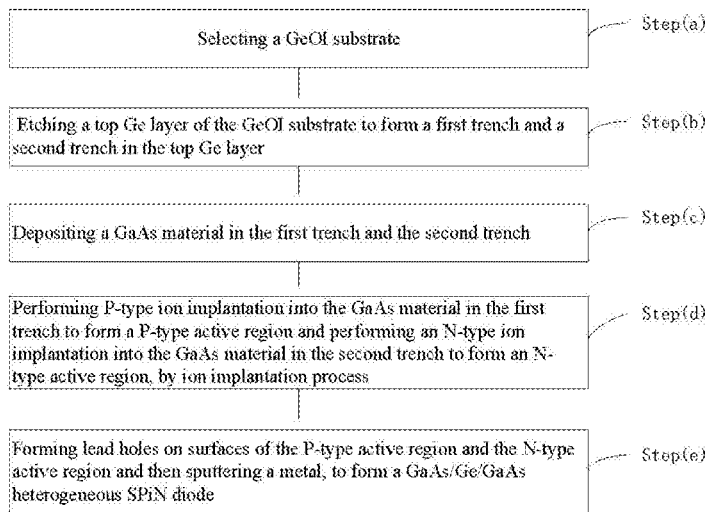 Selecting a GeOI substrate
Step(a)
Etching a top Ge layer of the GeOI substrate to form a first trench and a
second trench in the top Ge layer
Step(b)
Depositing a GaAs material in the first trench and the second trench
Step(c)
Performing P-type ion implantation into the GaAs material in the first
trench to form a P-type active region and performing an N-type ion
implantation into the GaAs material in the second trench to form an N-
type active region, by ion implantation process
Step(d)
Forming lead holes on surfaces of the P-type active region and the N-type
active region and then sputtering a metal, to form a GaAs/Ge/GaAs
heterogeneous SPiN diode
Step(e)